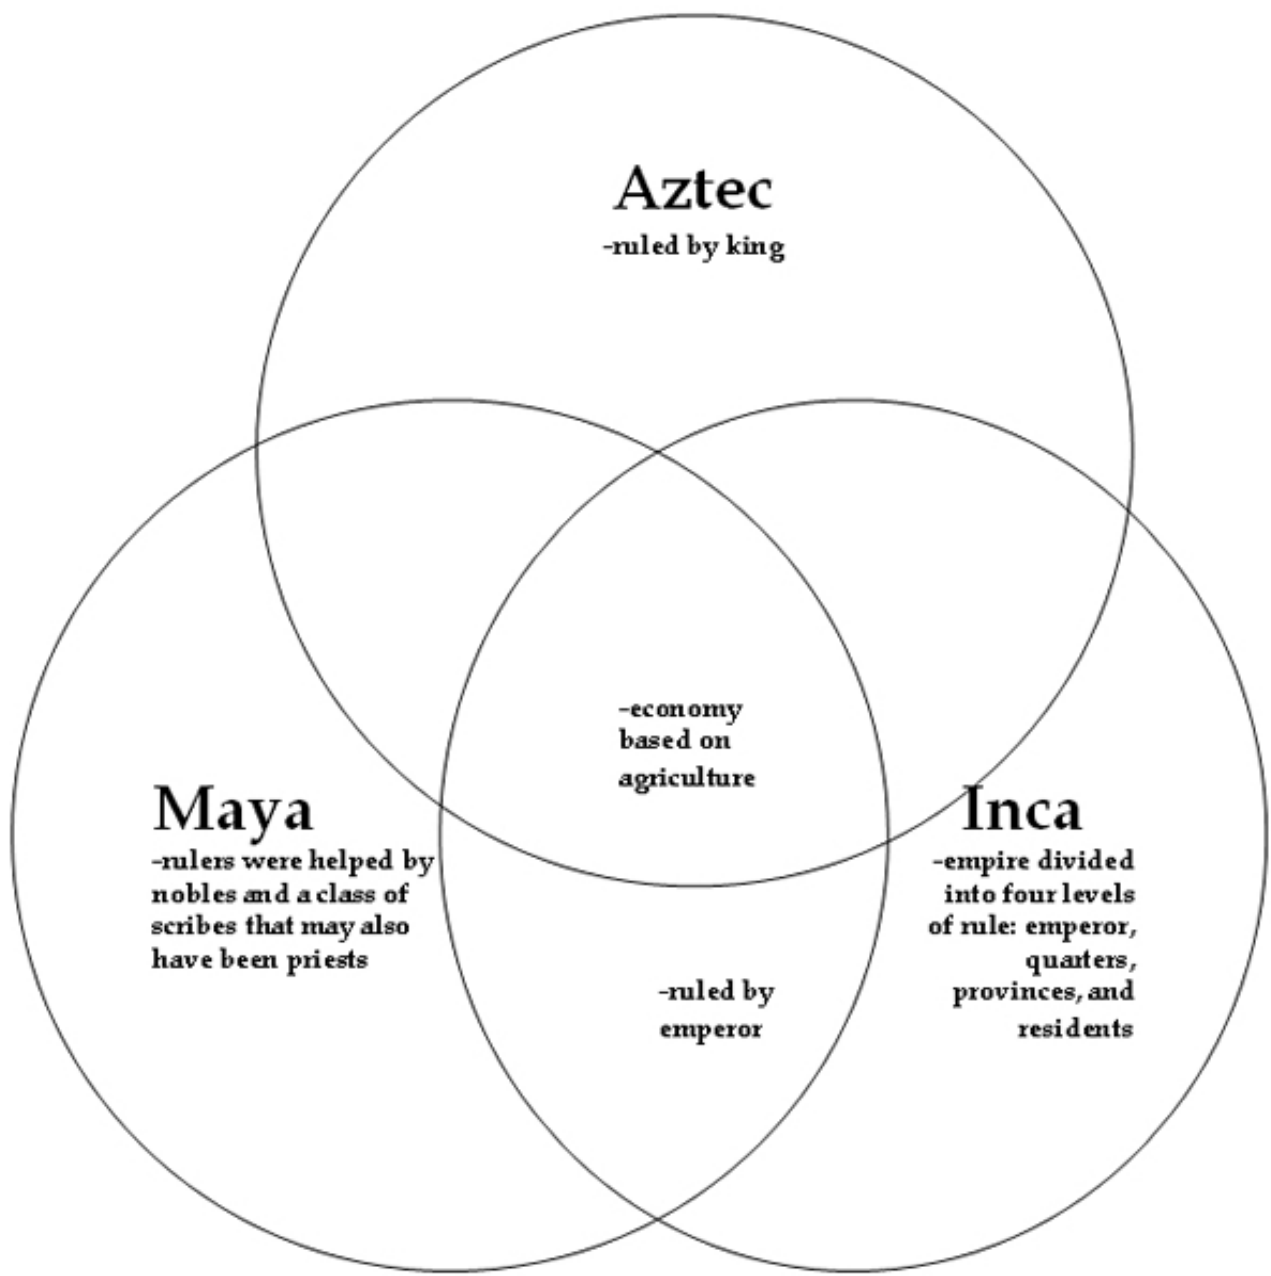 Aztec
-ruled by king
-economy
based on
agriculture
Maya
-rulers were helped by
nobles and a class of
scribes that may also
have been priests
Inca
-empire divided
into four levels
of rule: emperor,
quarters,
provinces, and
residents
-ruled by
emperor